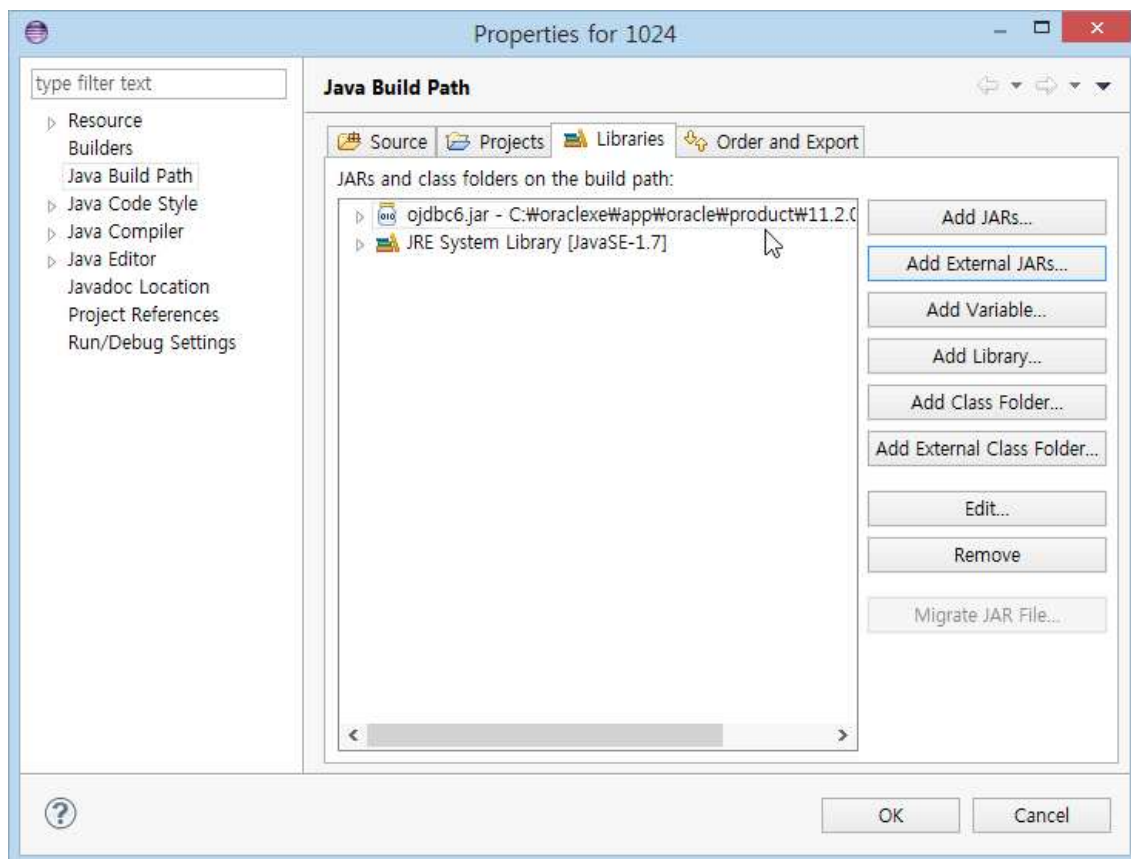 Properties for 1024
type filter text
Resource
Builders
Java Build Path
Java Code Style
Java Compiler
Java Editor
Javadoc Location
Project References
Run/Debug Settings
Java Build Path
Source
Projects
Libraries
Order and Export
JARs and class folders on the build path:
ojdbc6.jar - C:₩oraclexe₩app₩oracle₩product₩11.2.0
JRE System Library [JavaSE-1.7]
Add JARs...
Add External JARs...
Add Variable...
Add Library...
Add Class Folder...
Add External Class Folder...
Edit...
Remove
Migrate JAR File...
OK
Cancel